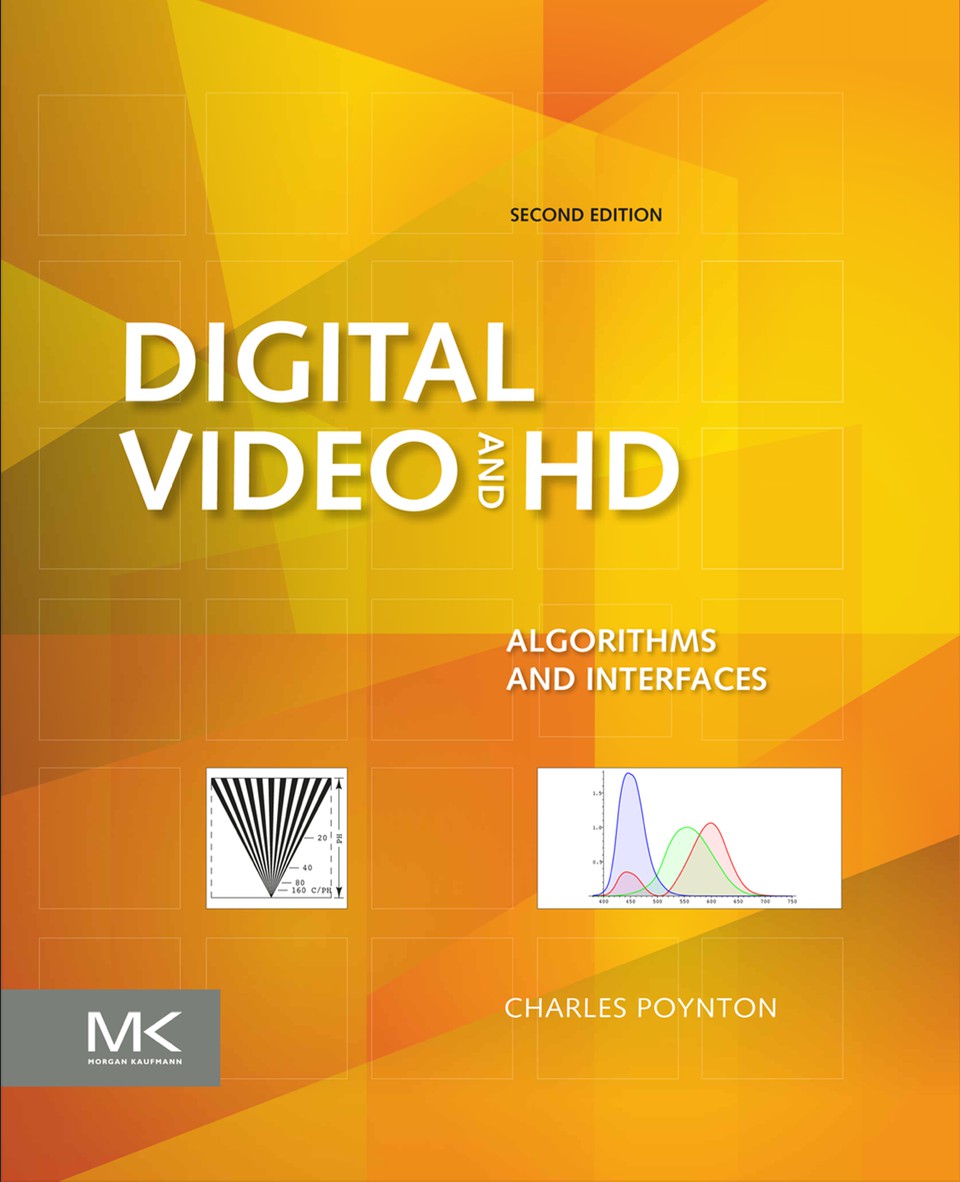 SECOND EDITION
DIGITAL
VIDEO AND HD
ALGORITHMS
AND INTERFACES
20
PH
40
80
160 C/PH
1.5
1.0
0.5
400 450 500 550 600 650 700 750
CHARLES POYNTON
MK
MORGAN KAUFMANN